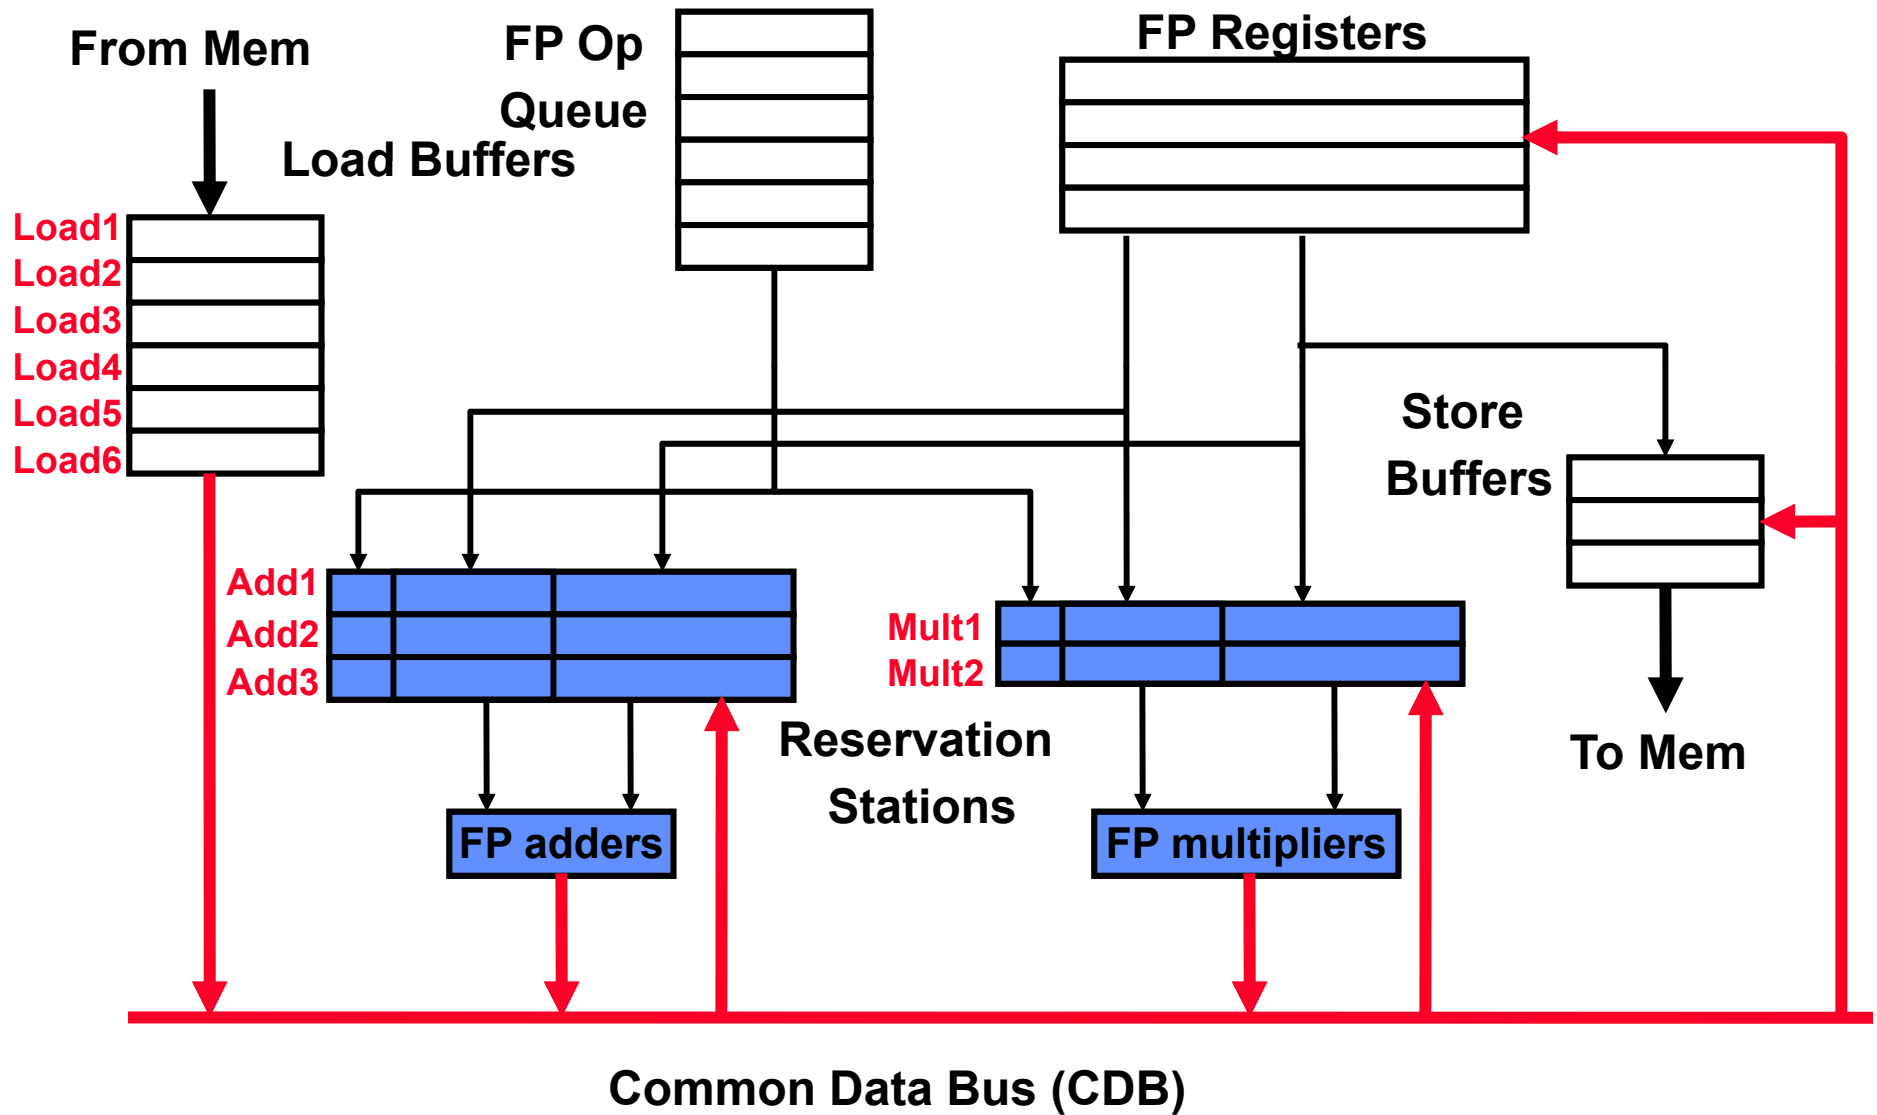 From Mem
FP Op
Queue
FP Registers
Load Buffers
Load1
Load2
Load3
Load4
Load5
Load6
Store
Buffers
Add1
Add2
Add3
Mult1
Mult2
Reservation
Stations
To Mem
FP adders
FP multipliers
Common Data Bus (CDB)